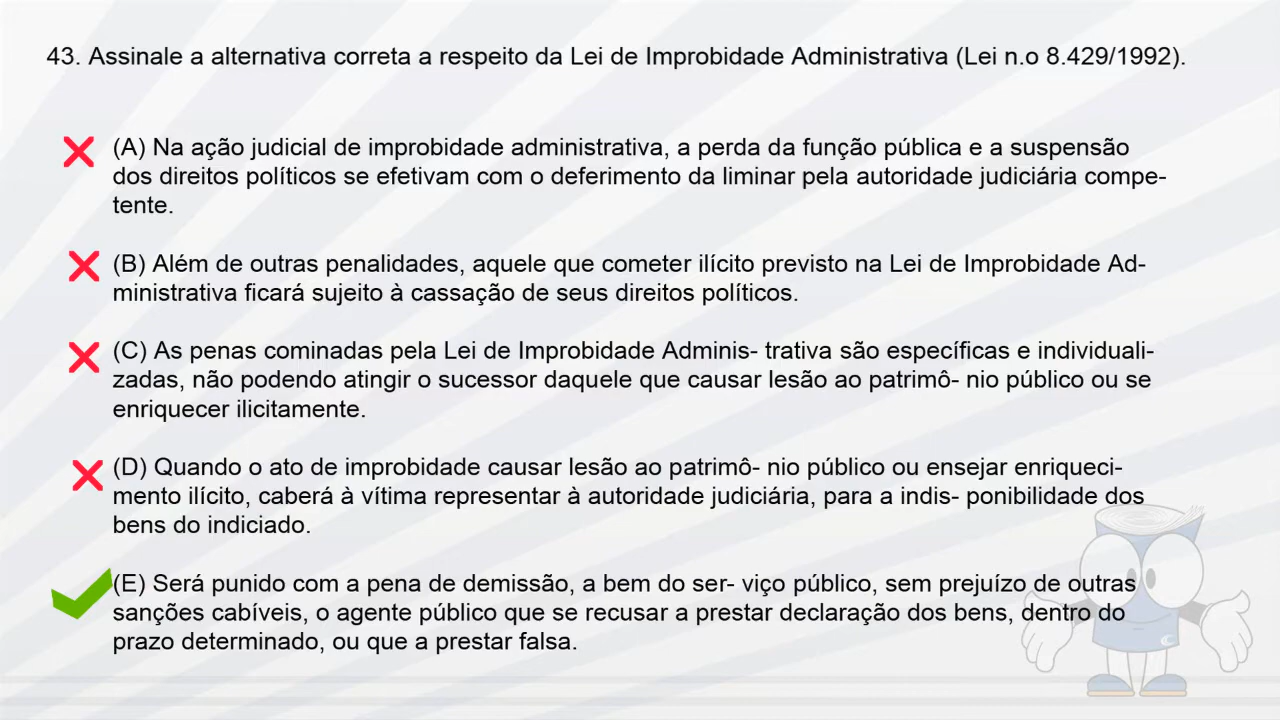 43. Assinale a alternativa correta a respeito da Lei de Improbidade Administrativa (Lei n.o 8.429/1992).
(A) Na ação judicial de improbidade administrativa, a perda da função pública e a suspensão
dos direitos políticos se efetivam com o deferimento da liminar pela autoridade judiciária compe-
tente.
(B) Além de outras penalidades, aquele que cometer ilícito previsto na Lei de Improbidade Ad-
ministrativa ficará sujeito à cassação de seus direitos políticos.
(C) As penas cominadas pela Lei de Improbidade Adminis- trativa são específicas e individuali-
zadas, não podendo atingir o sucessor daquele que causar lesão ao patrimô- nio público ou se
enriquecer ilicitamente.
(D) Quando o ato de improbidade causar lesão ao patrimô- nio público ou ensejar enriqueci-
mento ilícito, caberá à vítima representar à autoridade judiciária, para a indis- ponibilidade dos
bens do indiciado.
(E) Será punido com a pena de demissão, a bem do ser- viço público, sem prejuízo de outras
sanções cabíveis, o agente público que se recusar a prestar declaração dos bens, dentro do
prazo determinado, ou que a prestar falsa.